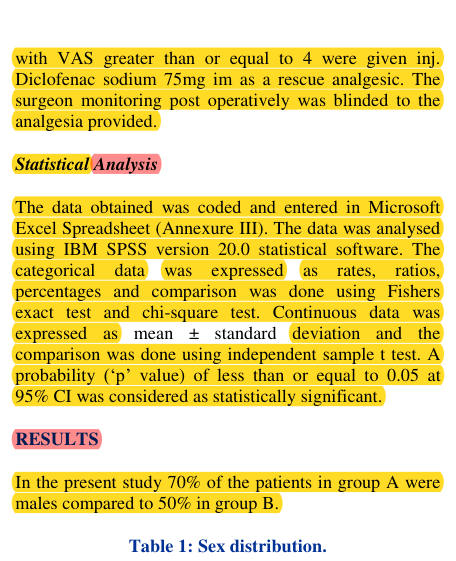 with VAS greater than or equal to 4 were given inj.
Diclofenac sodium 75mg im as a rescue analgesic. The
surgeon monitoring post operatively was blinded to the
analgesia provided.
Statistical Analysis
The data obtained was coded and entered in Microsoft
Excel Spreadsheet (Annexure III). The data was analysed
using IBM SPSS version 20.0 statistical software. The
categorical data was expressed as rates, ratios,
percentages and comparison was done using Fishers
exact test and chi-square test. Continuous data was
expressed as mean ± standard deviation and the
comparison was done using independent sample t test. A
probability (‘p’ value) of less than or equal to 0.05 at
95% CI was considered as statistically significant.
RESULTS
In the present study 70% of the patients in group A were
males compared to 50% in group B.
Table 1: Sex distribution.